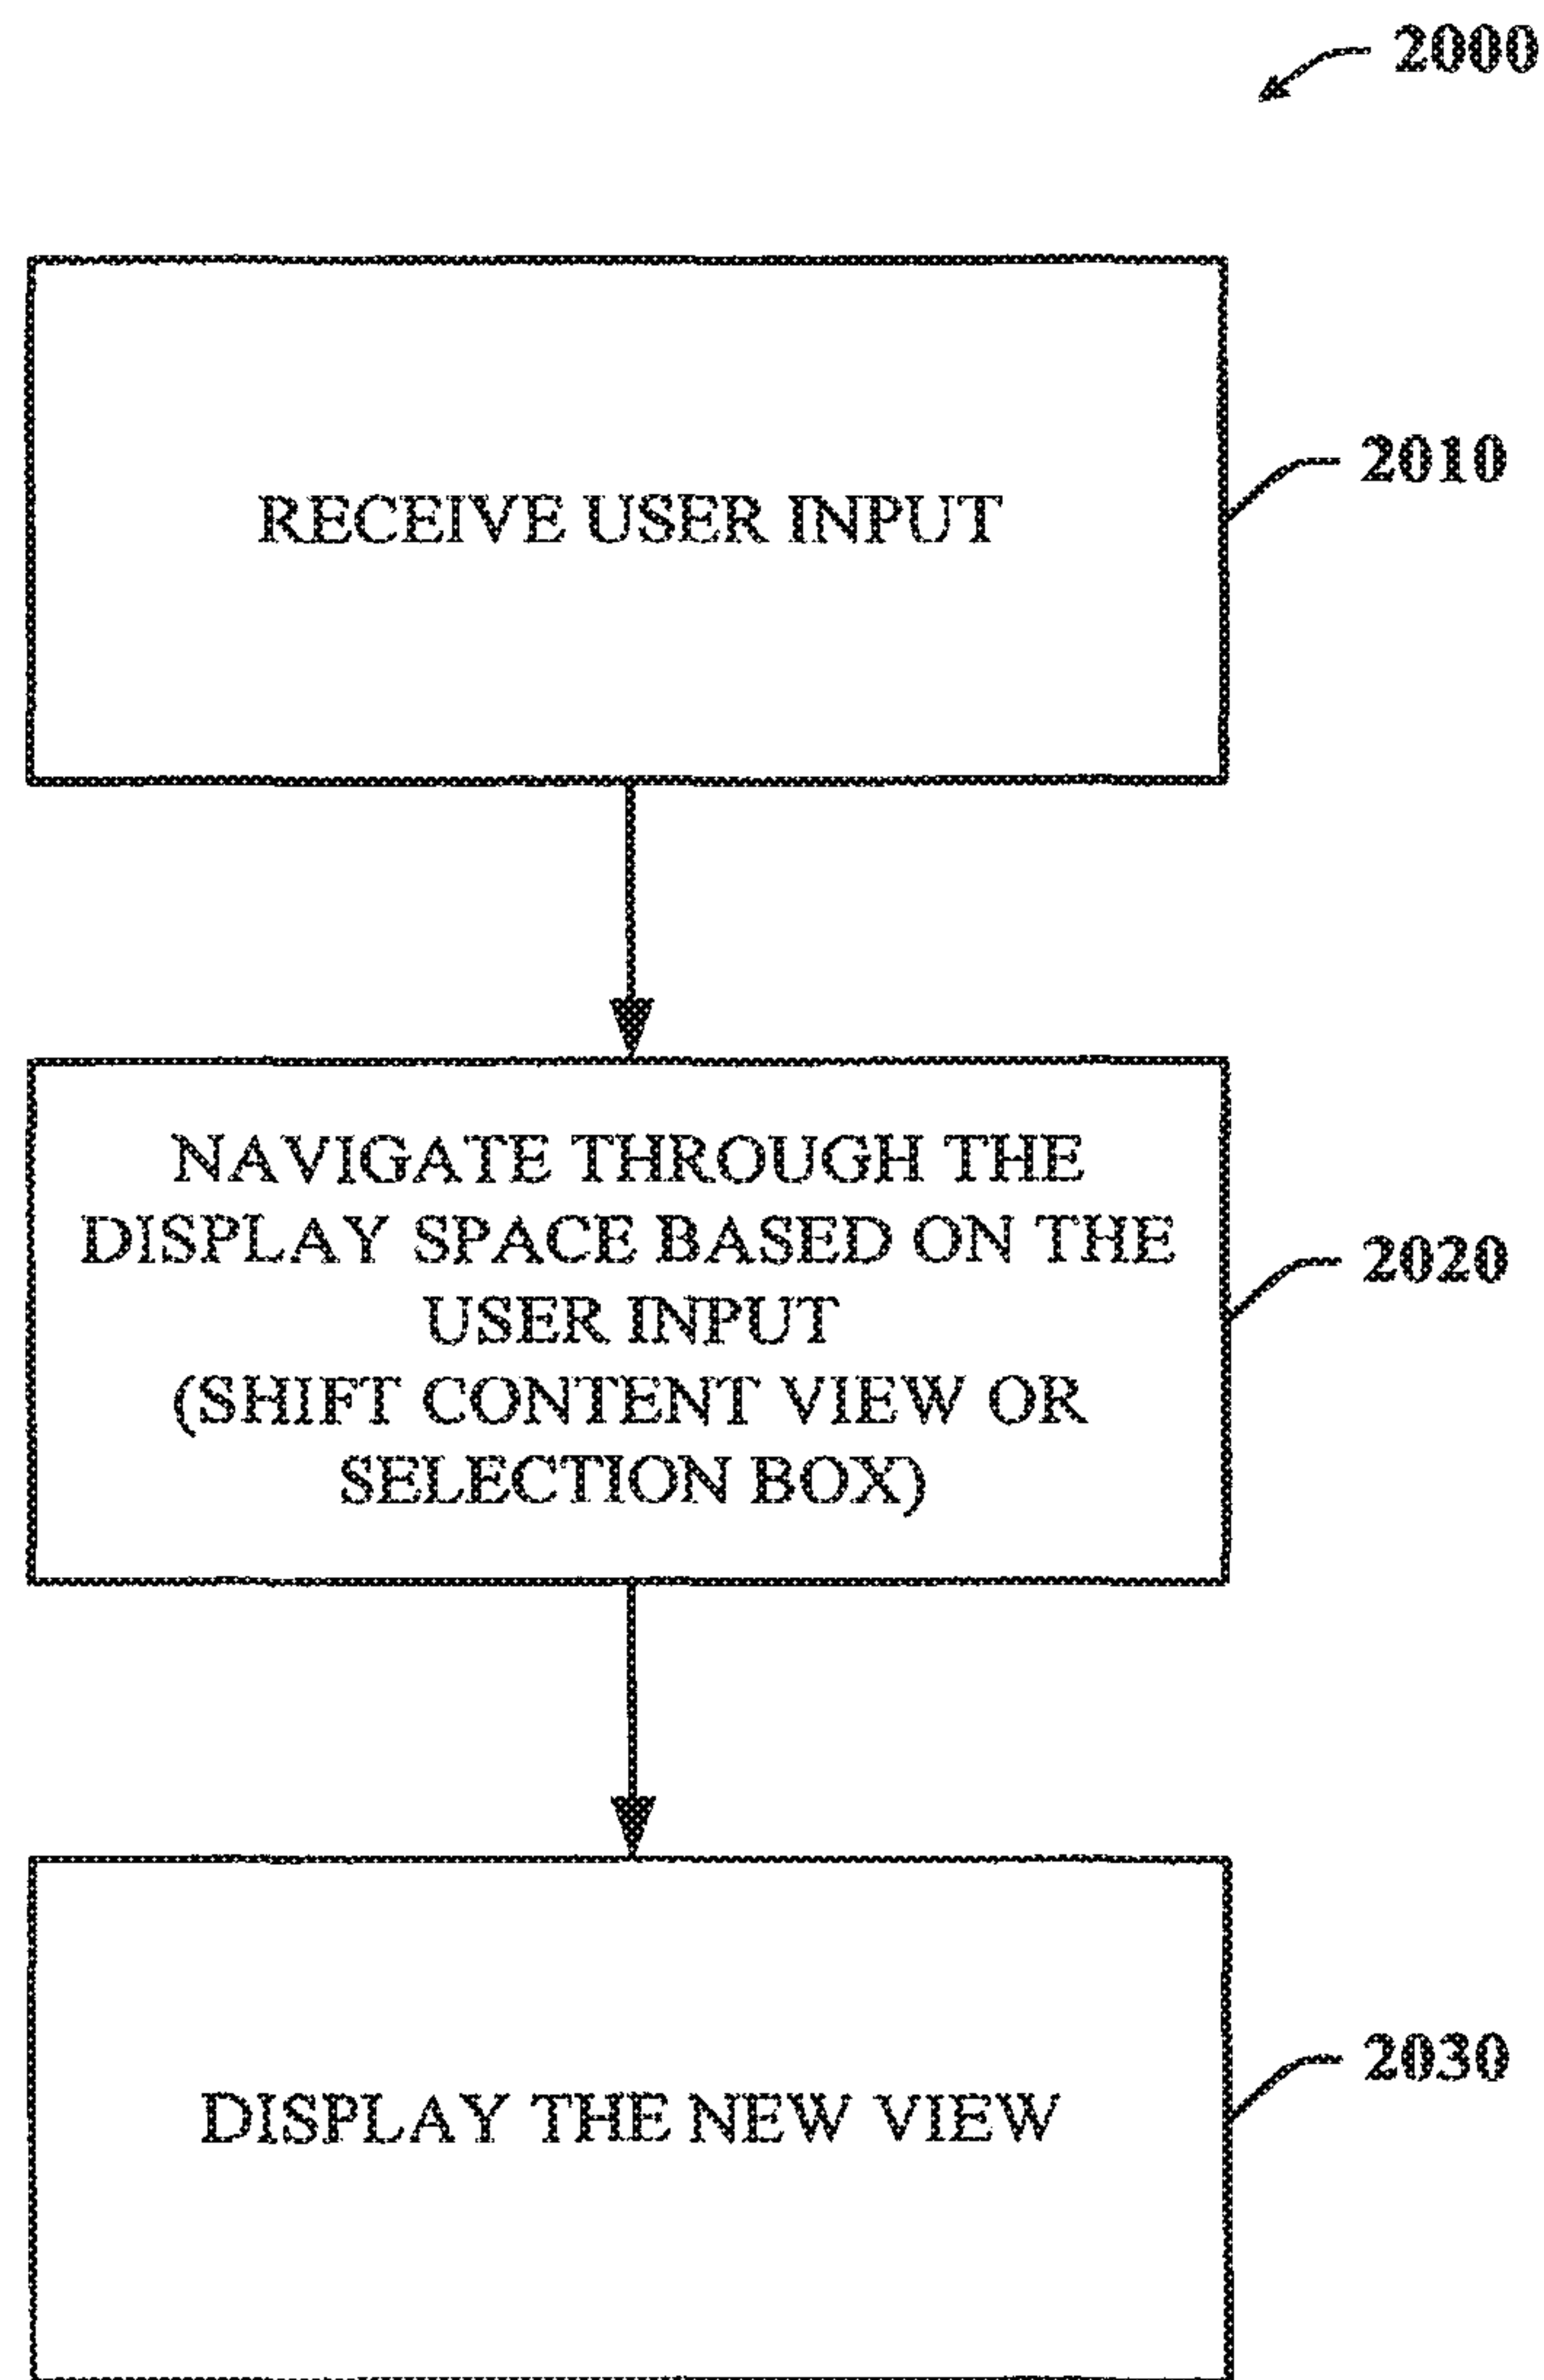 2000
RECEIVE USER INPUT
2010
NAVIGATE THROUGH THE
DISPLAY SPACE BASED ON THE
USER INPUT
(SHIFT CONTENT VIEW OR
SELECTION BOX)
2020
DISPLAY THE NEW VIEW
2030